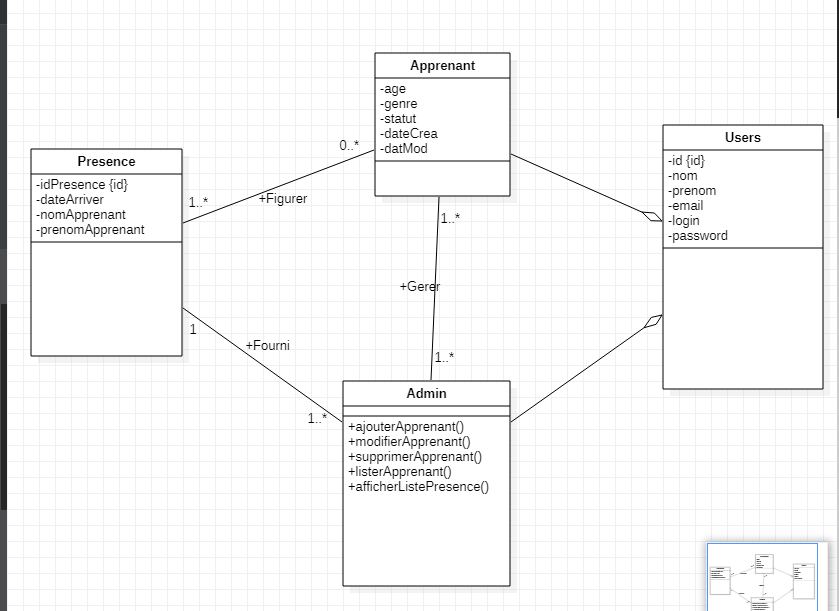 Apprenant
-age
-genre
-statut
-dateCrea
-datMod
Users
-id {id}
-nom
-prenom
-email
-login
-password
Presence
-idPresence {id}
-dateArriver
-nomApprenant
-prenomApprenant
0..*
1..*
+Figurer
1..*
+Gerer
1..*
1
+Fourni
1..*
Admin
+ajouterApprenant()
+modifierApprenant()
+supprimerApprenant()
+listerApprenant()
+afficherListePresence()